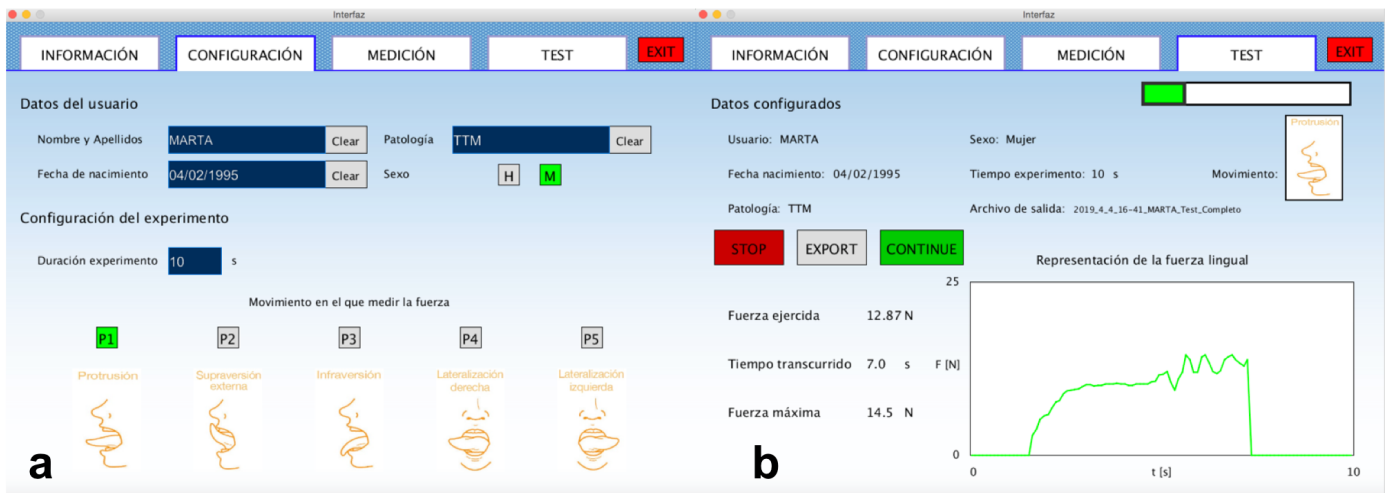 Interfaz
INFORMACIÓN CONFIGURACIÓN MEDICIÓN TEST EXIT
Datos del usuario
Nombre y Apellidos MARTA Clear Patología TTM Clear
Fecha de nacimiento 04/02/1995 Clear Sexo H M
Configuración del experimento
Duración experimento 10 s
Movimiento en el que medir la fuerza
P1 P2 P3 P4 P5
Protrusión Supraversión externa Infraversión Lateralización derecha Lateralización izquierda
a
Interfaz
INFORMACIÓN CONFIGURACIÓN MEDICIÓN TEST EXIT
Datos configurados
Usuario: MARTA Sexo: Mujer
Protrusión
Fecha nacimiento: 04/02/1995 Tiempo experimento: 10 s Movimiento:
Patología: TTM Archivo de salida: 2019_4_4_16-41_MARTA_Test_Completo
STOP EXPORT CONTINUE
Representación de la fuerza lingual
25
Fuerza ejercida 12.87 N
Tiempo transcurrido 7.0 s F [N]
Fuerza máxima 14.5 N
0
0 t [s] 10
b